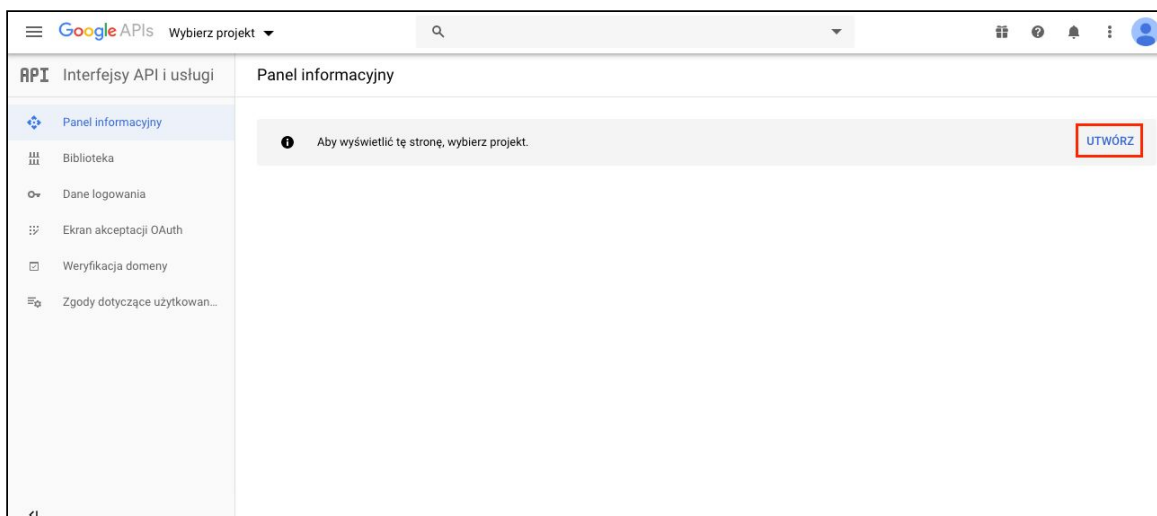 Google APIs Wybierz projekt
API Interfejsy API i usługi
Panel informacyjny
Panel informacyjny
Aby wyświetlić tę stronę, wybierz projekt.
UTWÓRZ
Biblioteka
Dane logowania
Ekran akceptacji OAuth
Weryfikacja domeny
Zgody dotyczące użytkowan...